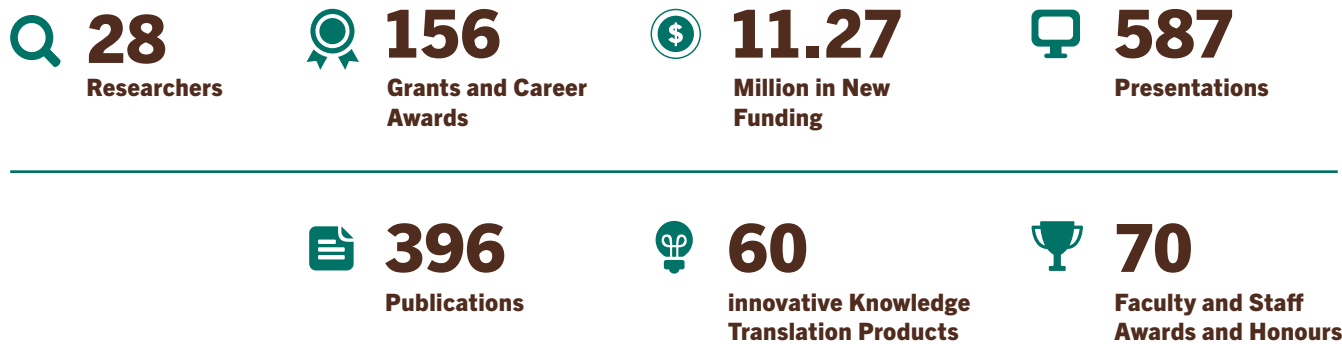 28
Researchers
156
Grants and Career
Awards
$
11.27
Million in New
Funding
587
Presentations
396
Publications
60
innovative Knowledge
Translation Products
70
Faculty and Staff
Awards and Honours